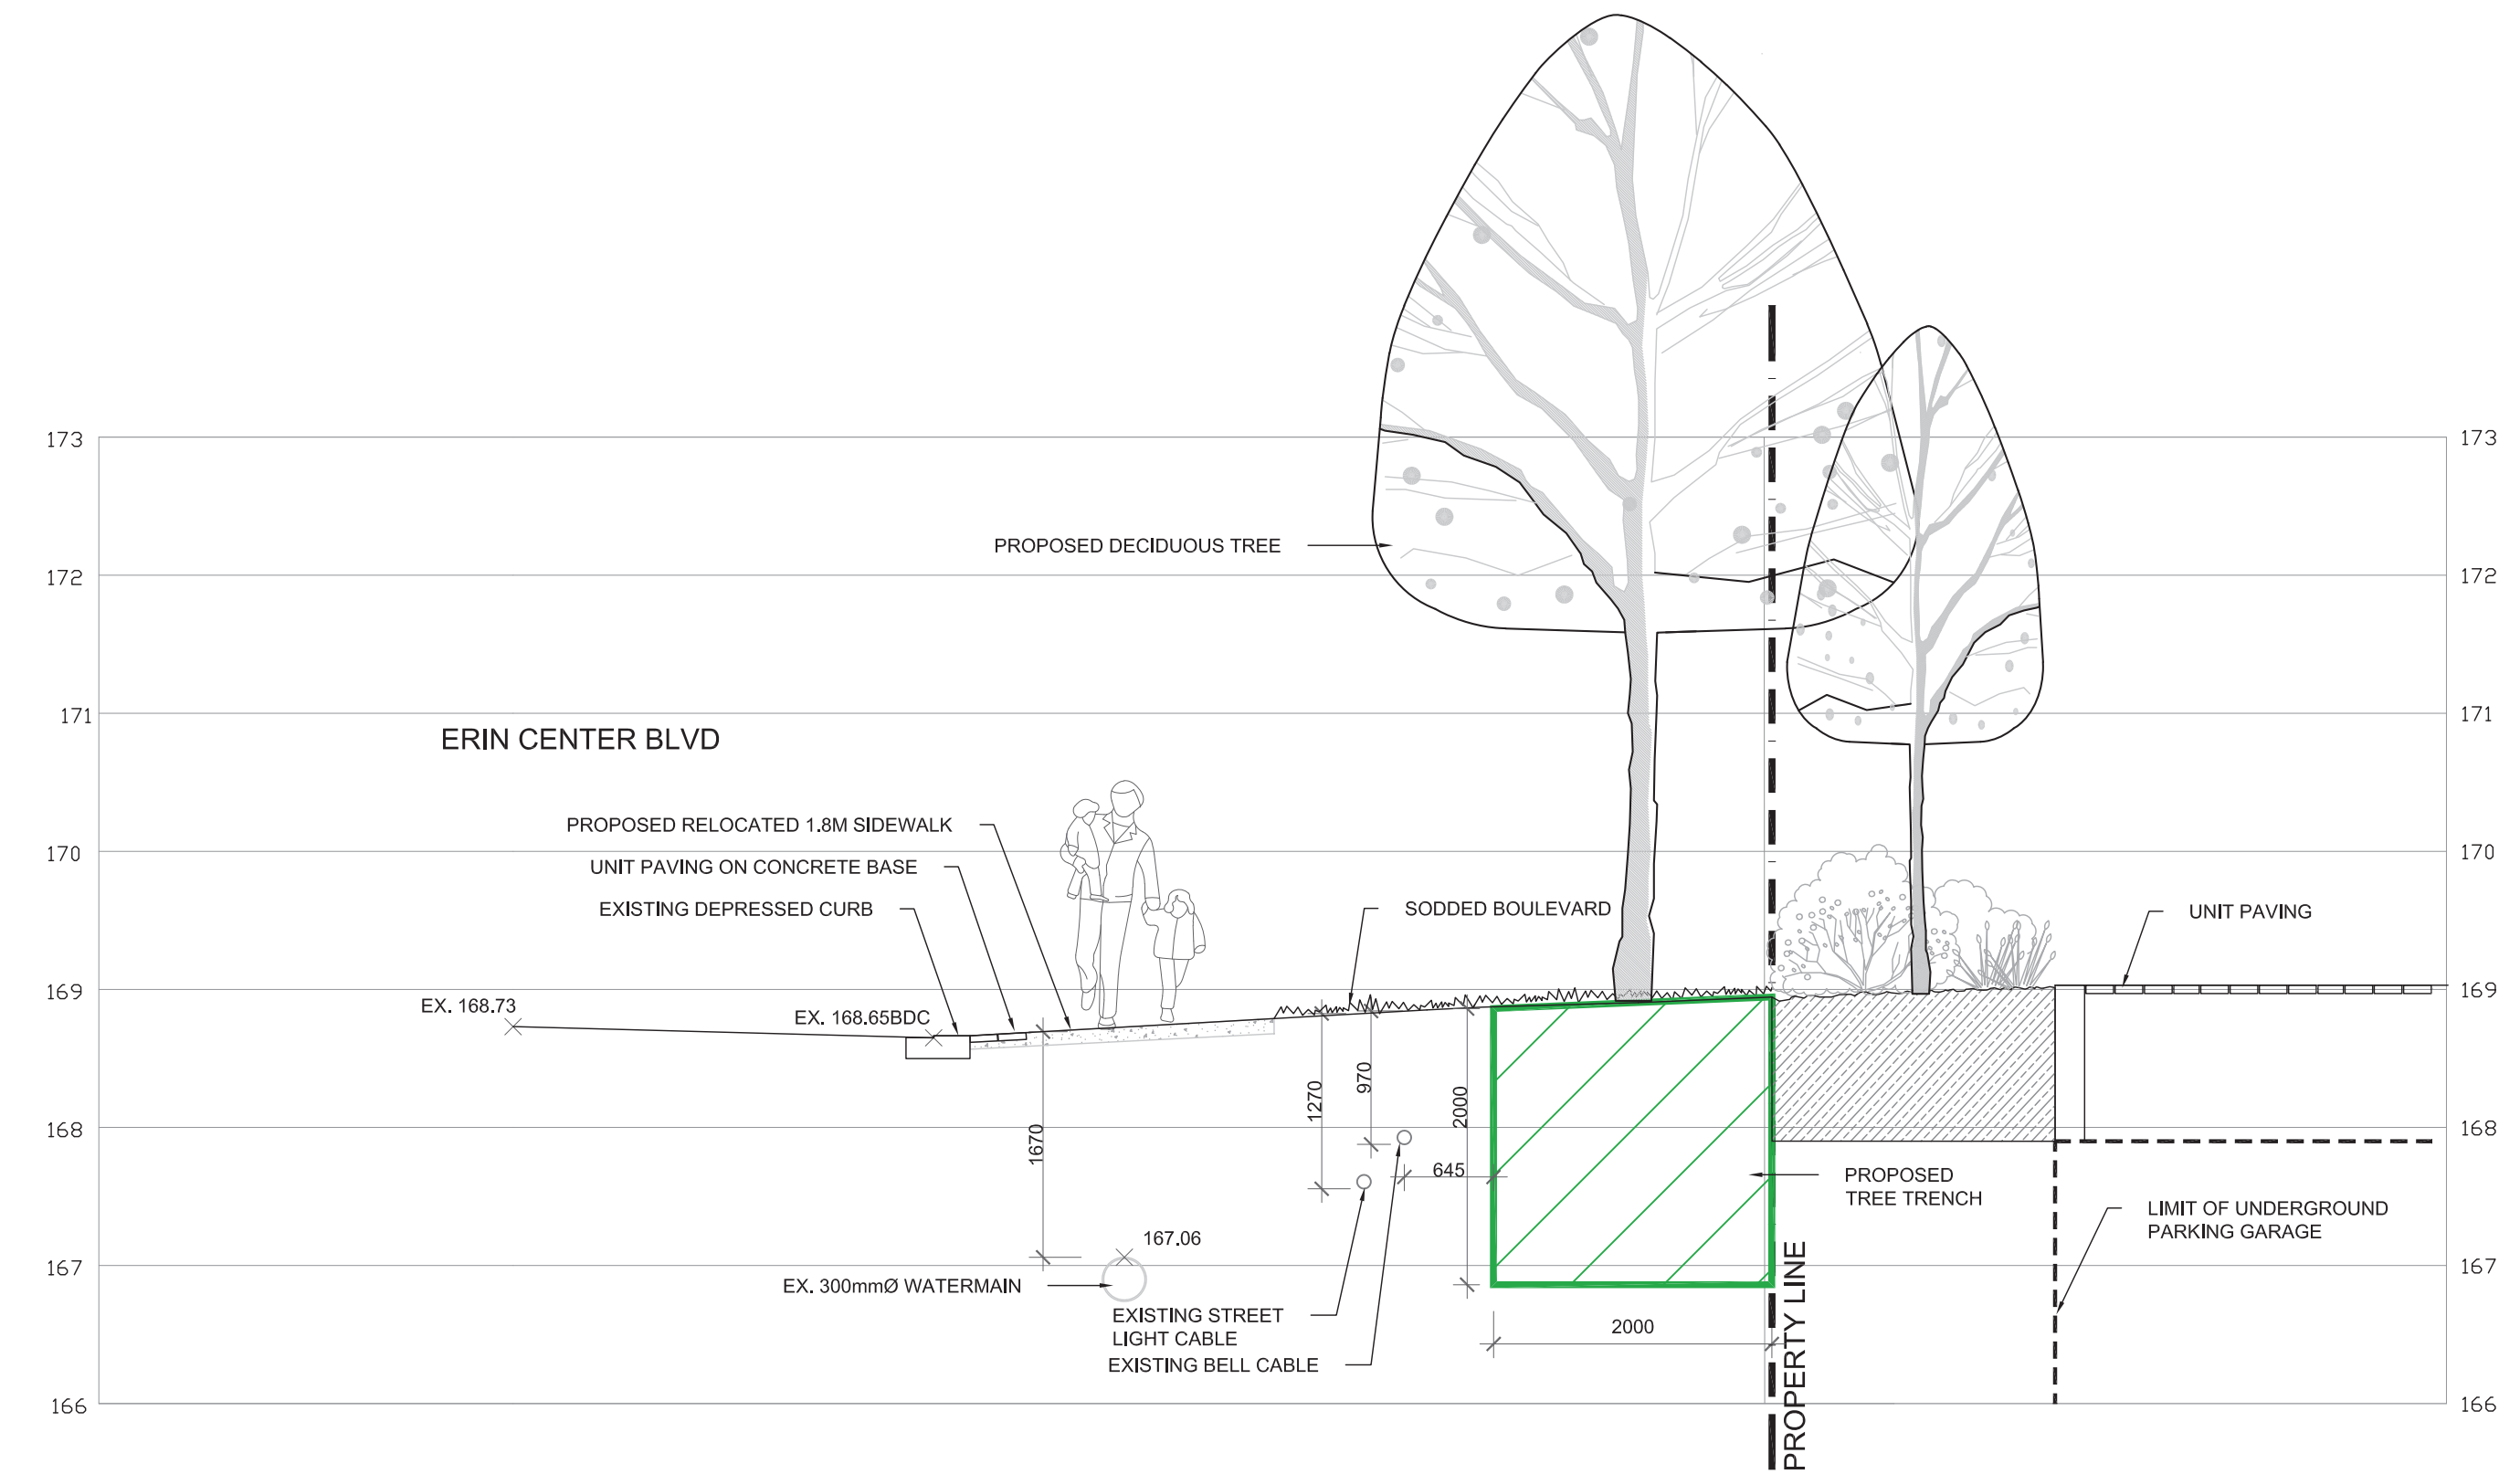 173
173
PROPOSED DECIDUOUS TREE
172
172
171
171
ERIN CENTER BLVD
PROPOSED RELOCATED 1.8M SIDEWALK
170
170
UNIT PAVING ON CONCRETE BASE
EXISTING DEPRESSED CURB
SODDED BOULEVARD
UNIT PAVING
169
169
EX. 168.73
EX. 168.65BDC
970
1270
2000
168
168
1670
645
PROPOSED
TREE TRENCH
LIMIT OF UNDERGROUND
PARKING GARAGE
167.06
167
167
EX. 300mmØ WATERMAIN
EXISTING STREET
LIGHT CABLE
EXISTING BELL CABLE
2000
PROPERTY LINE
166
166